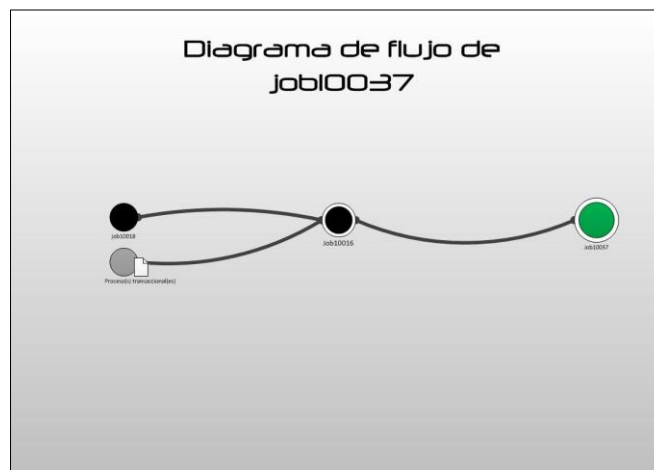 Diagrama de flujo de
job10037
job10018
Job10016
Job10037
Proceso(s) transaccional(es)